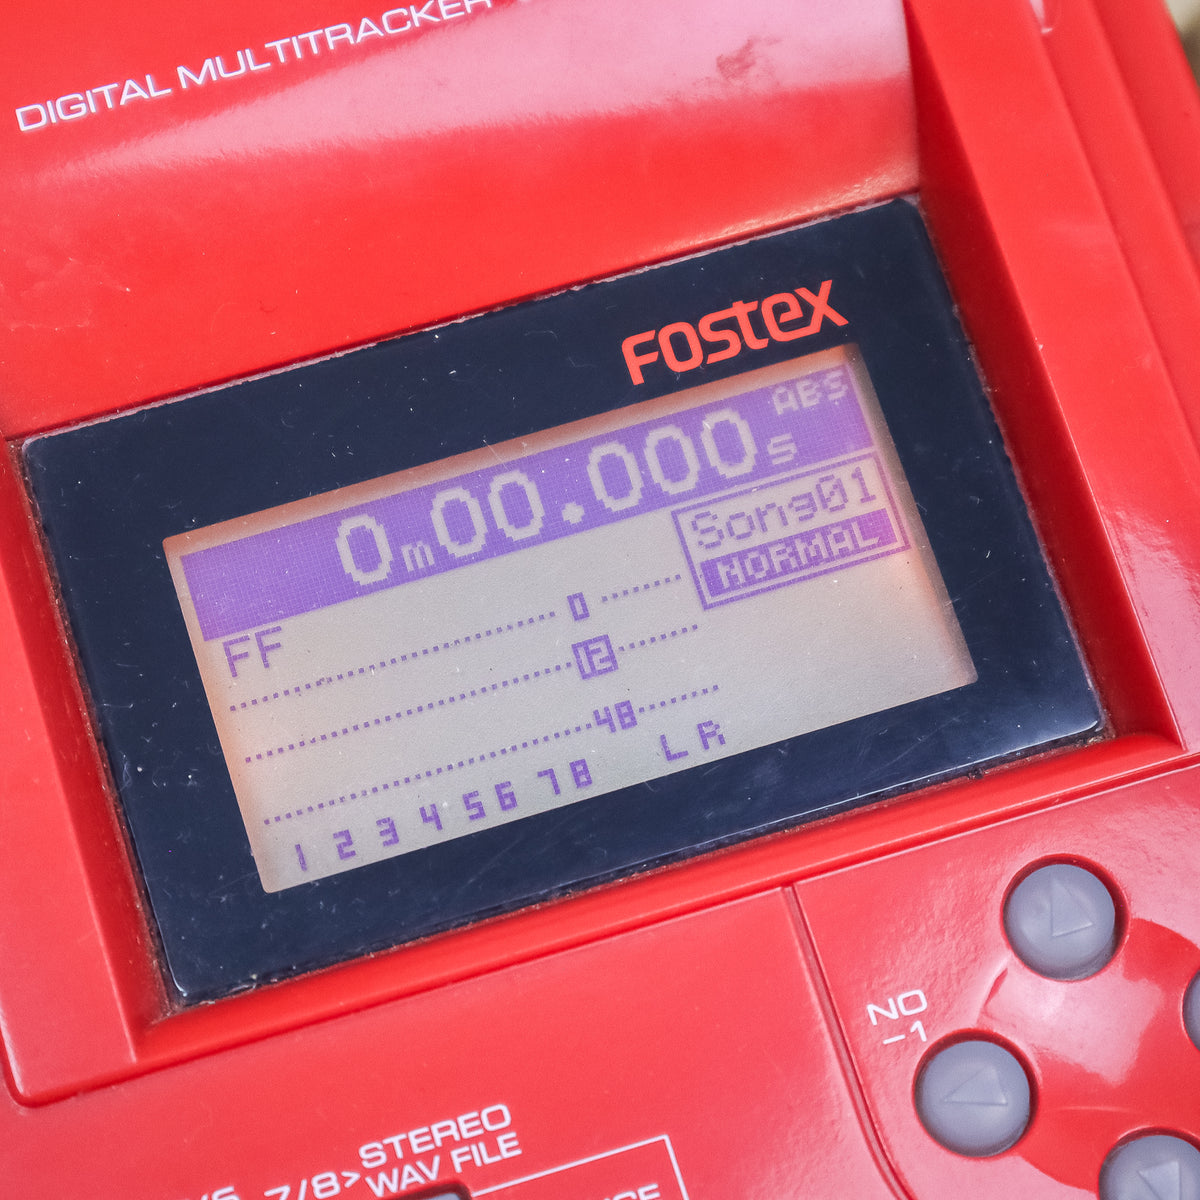 DIGITAL MULTITRACKER
FOSTEX
ABS
0m00.000s
Song01
NORMAL
FF
0
12
48
1 2 3 4 5 6 7 8 L R
NO
-1
STEREO
7/8>WAV FILE